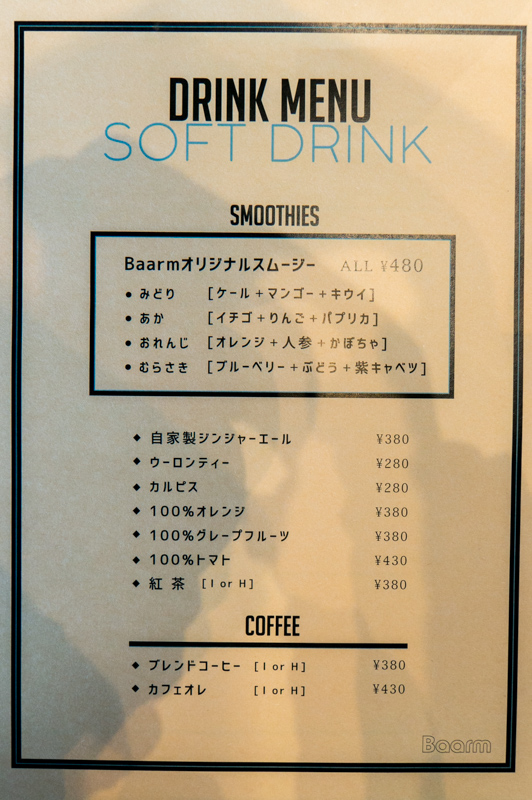 DRINK MENU
SOFT DRINK
SMOOTHIES
Baarmオリジナルスムージー ALL ¥480
● みどり [ケール+マンゴー+キウイ]
● あか [イチゴ+りんご+パプリカ]
● おれんじ [オレンジ+人参+かぼちゃ]
● むらさき [ブルーベリー+ぶどう+紫キャベツ]
◆ 自家製ジンジャーエール ¥380
◆ ウーロンティー ¥280
◆ カルピス ¥280
◆ 100%オレンジ ¥380
◆ 100%グレープフルーツ ¥380
◆ 100%トマト ¥430
◆ 紅 茶 [I or H] ¥380
COFFEE
◆ ブレンドコーヒー [I or H] ¥380
◆ カフェオレ [I or H] ¥430
Baarm